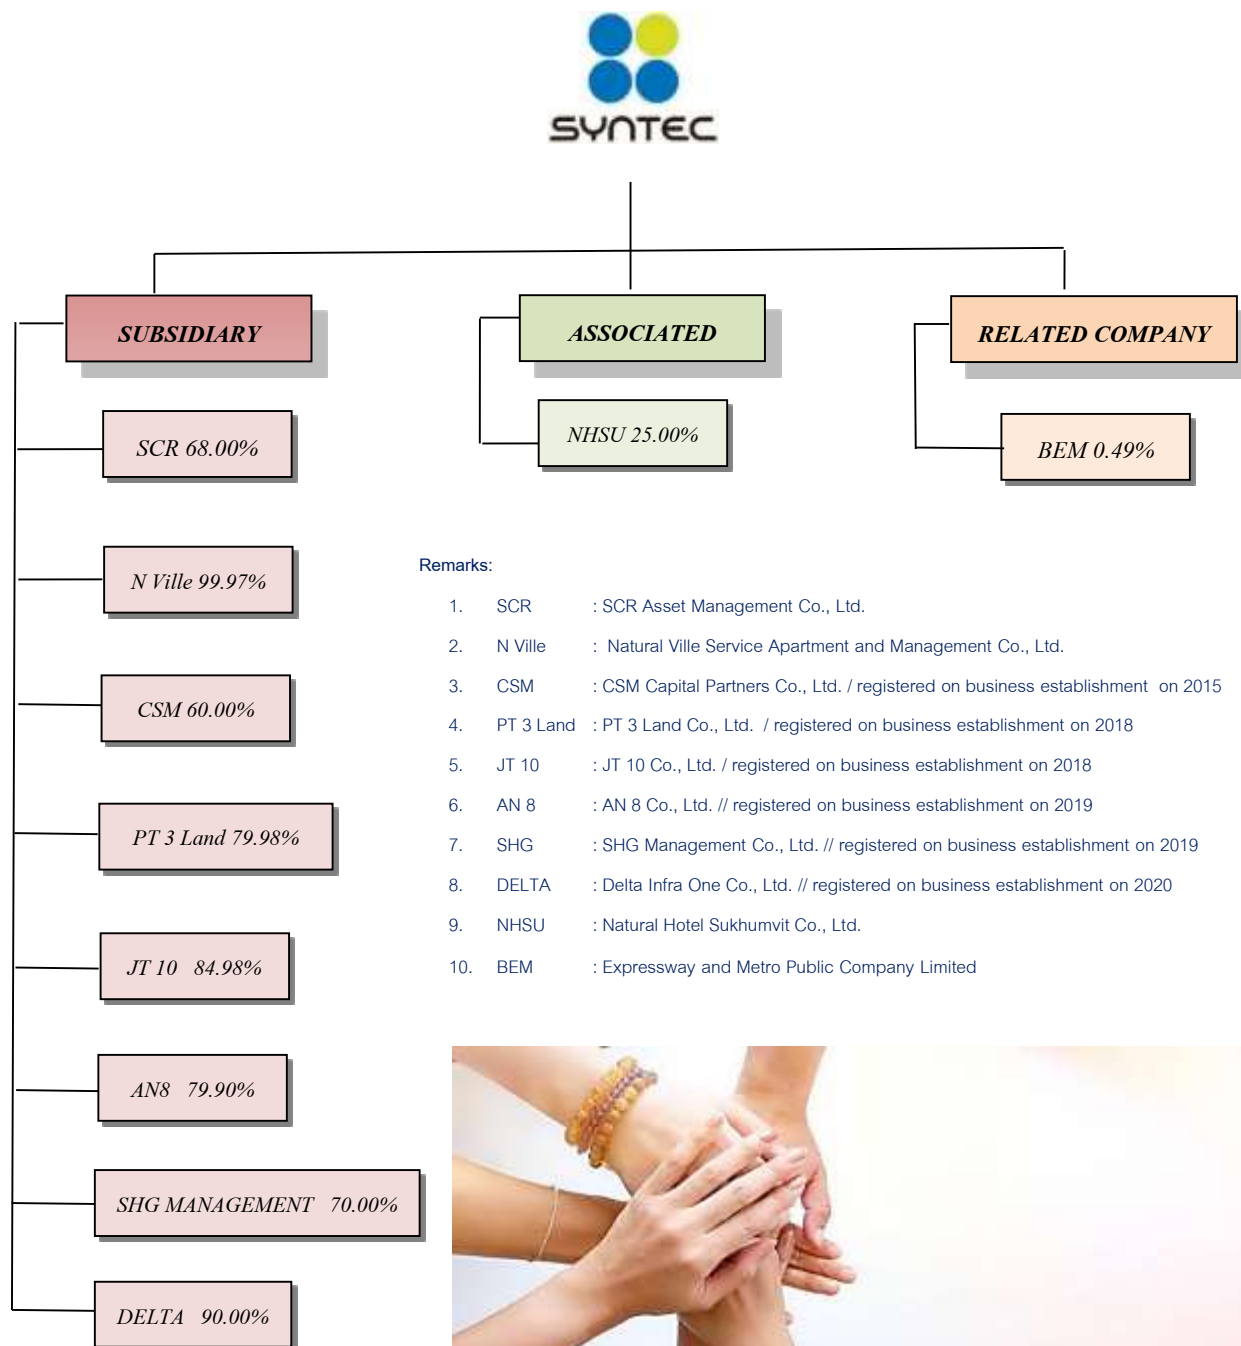 SYNTEC
SUBSIDIARY
ASSOCIATED
RELATED COMPANY
SCR 68.00%
NHSU 25.00%
BEM 0.49%
N Ville 99.97%
CSM 60.00%
PT 3 Land 79.98%
JT 10 84.98%
AN8 79.90%
SHG MANAGEMENT 70.00%
DELTA 90.00%
Remarks:
1. SCR : SCR Asset Management Co., Ltd.
2. N Ville : Natural Ville Service Apartment and Management Co., Ltd.
3. CSM : CSM Capital Partners Co., Ltd. / registered on business establishment on 2015
4. PT 3 Land : PT 3 Land Co., Ltd. / registered on business establishment on 2018
5. JT 10 : JT 10 Co., Ltd. / registered on business establishment on 2018
6. AN 8 : AN 8 Co., Ltd. // registered on business establishment on 2019
7. SHG : SHG Management Co., Ltd. // registered on business establishment on 2019
8. DELTA : Delta Infra One Co., Ltd. // registered on business establishment on 2020
9. NHSU : Natural Hotel Sukhumvit Co., Ltd.
10. BEM : Expressway and Metro Public Company Limited